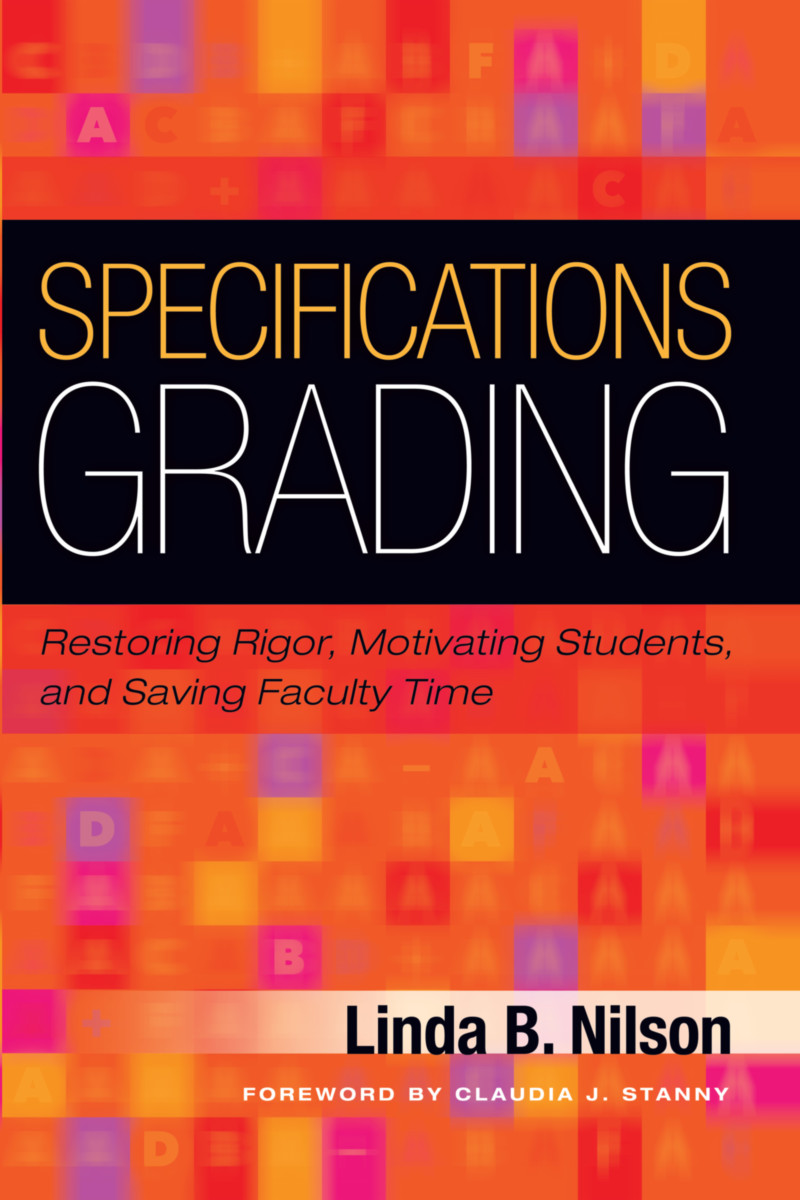 SPECIFICATIONS
GRADING
Restoring Rigor, Motivating Students,
and Saving Faculty Time
Linda B. Nilson
FOREWORD BY CLAUDIA J. STANNY